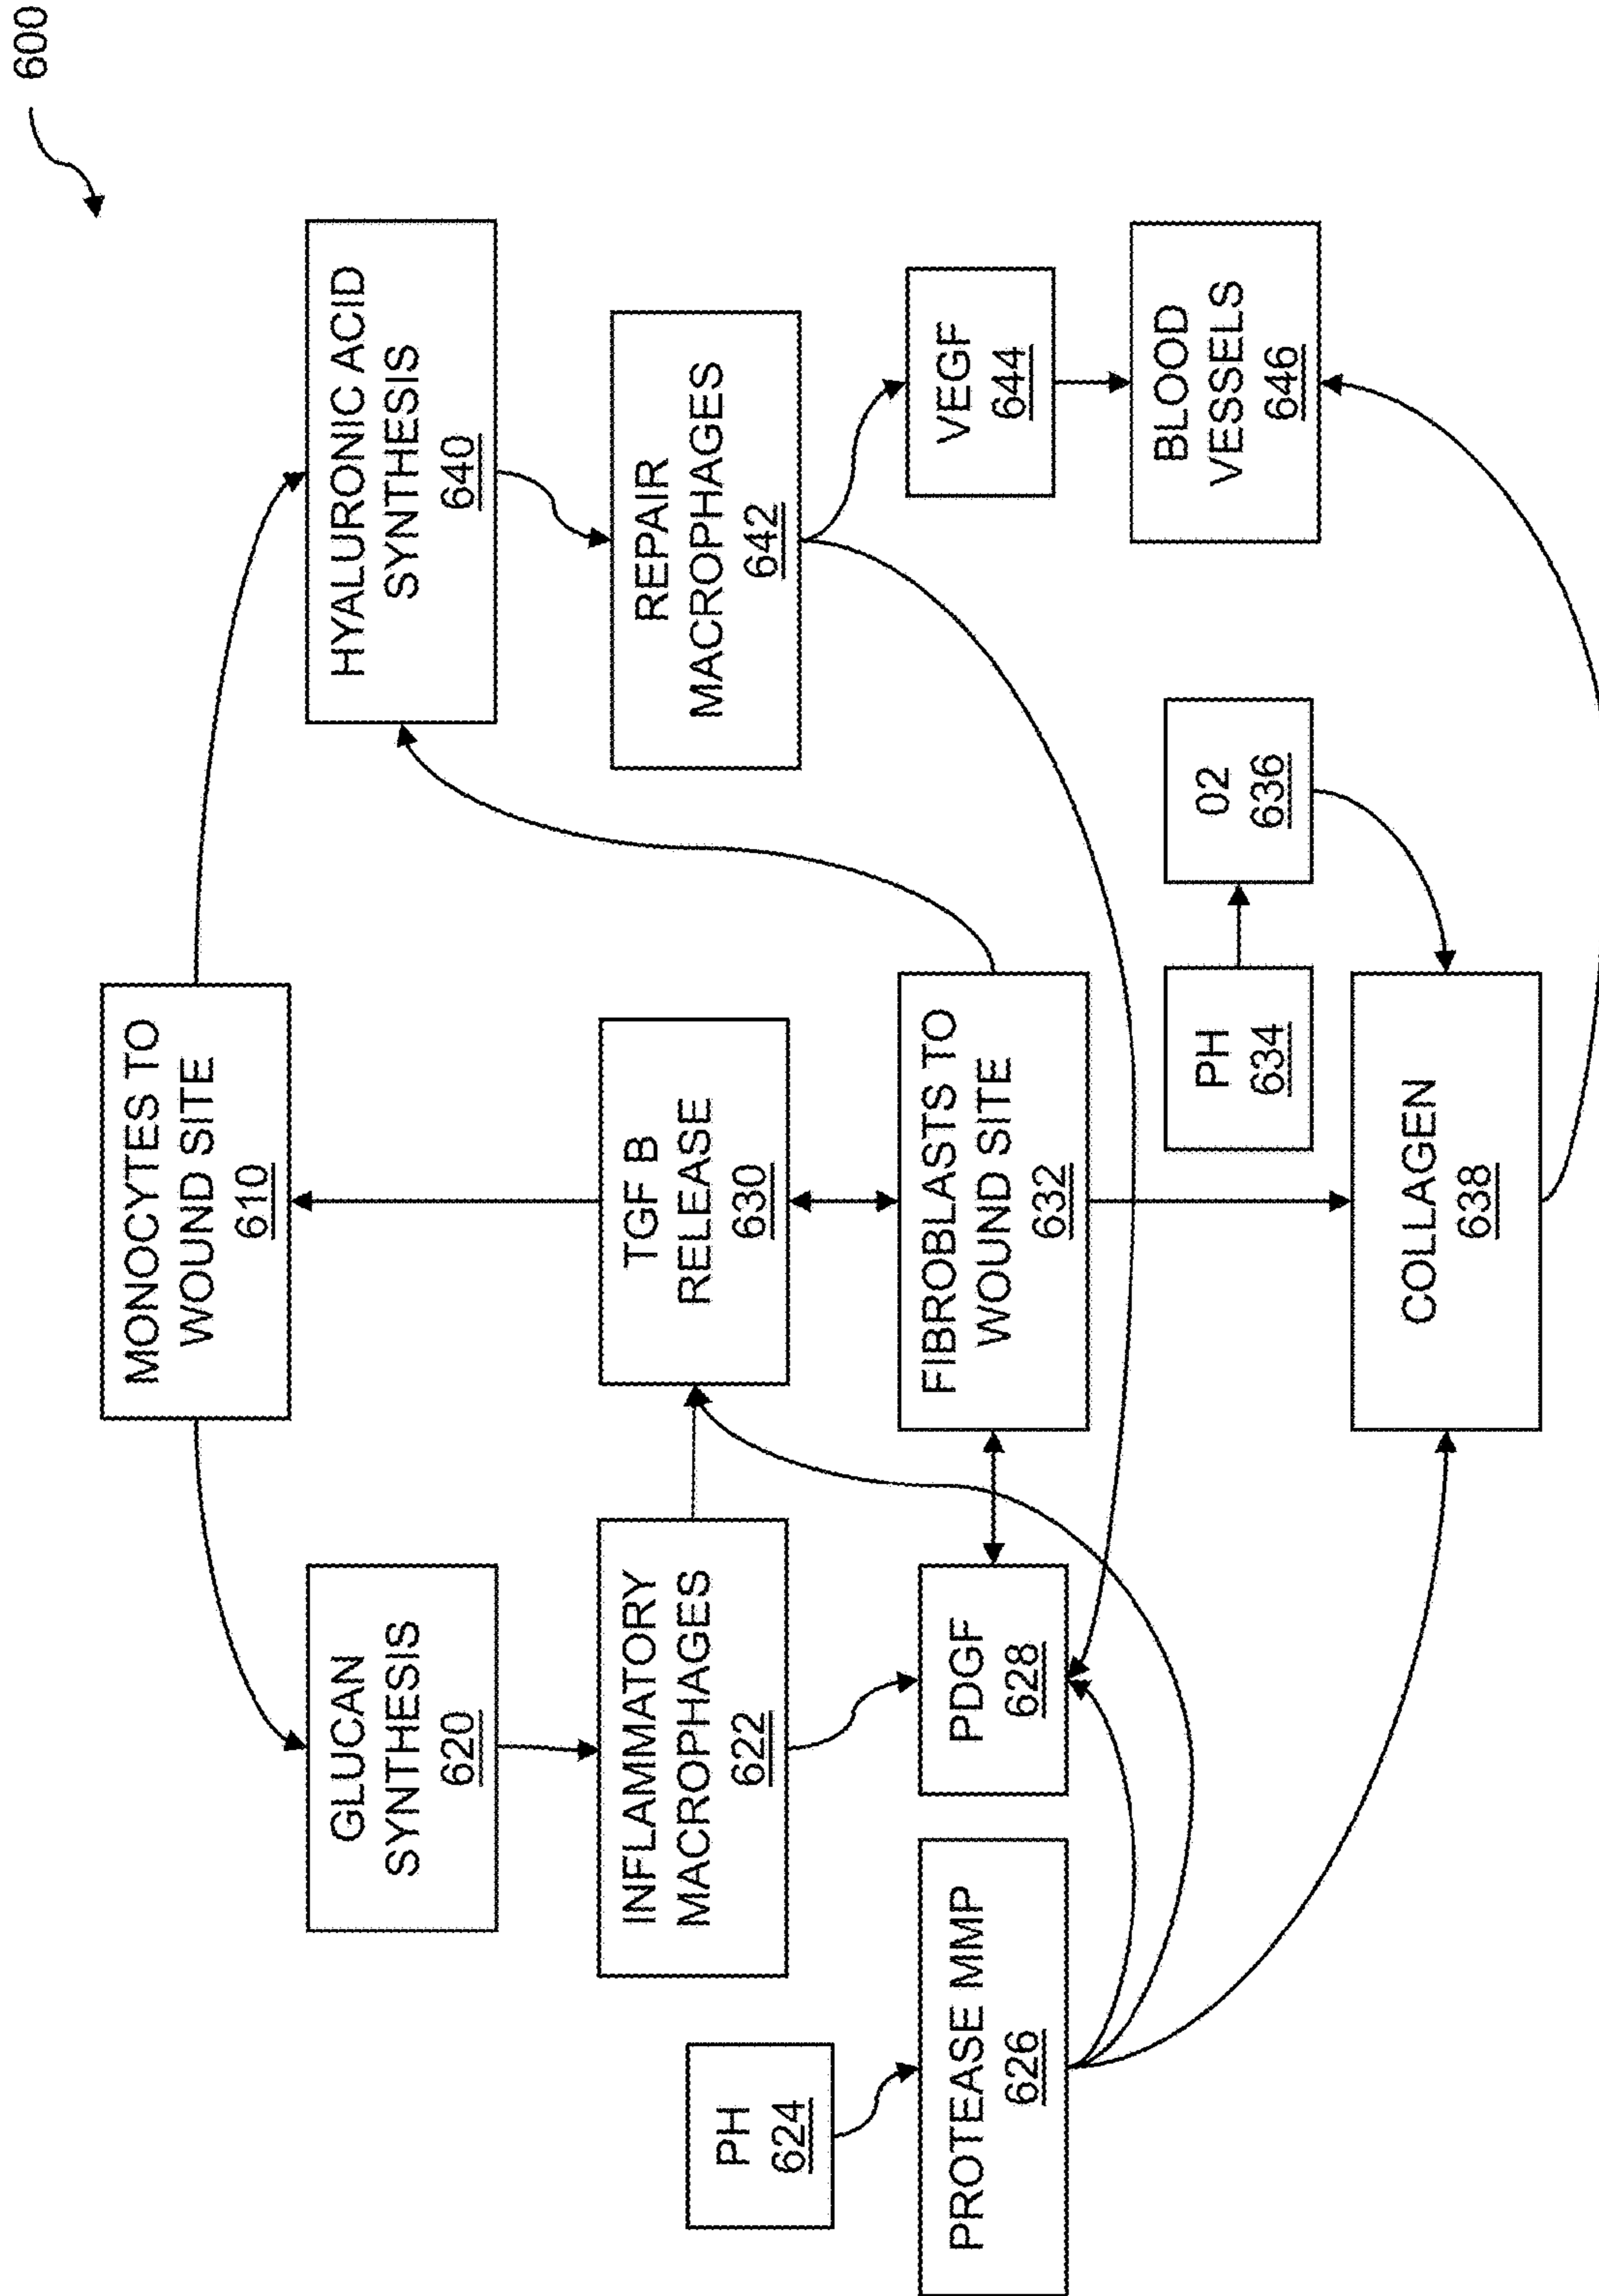 600
MONOCYTES TO
WOUND SITE
610
GLUCAN
SYNTHESIS
620
HYALURONIC ACID
SYNTHESIS
640
INFLAMMATORY
MACROPHAGES
622
TGF B
RELEASE
630
REPAIR
MACROPHAGES
642
PH
624
PROTEASE MMP
626
PDGF
628
FIBROBLASTS TO
WOUND SITE
632
VEGF
644
PH
634
02
636
BLOOD
VESSELS
646
COLLAGEN
638